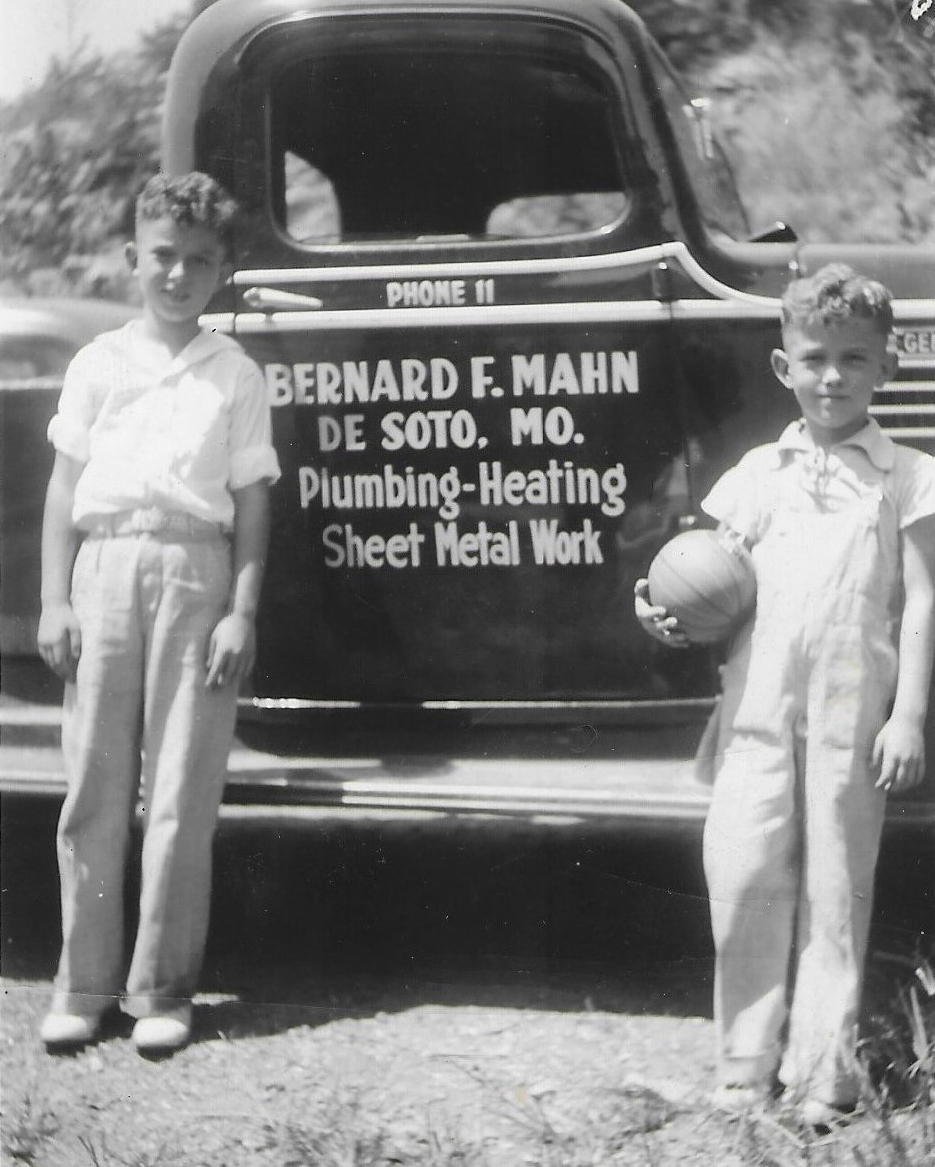 PHONE 11
BERNARD F. MAHN
DE SOTO, MO.
Plumbing-Heating
Sheet Metal Work